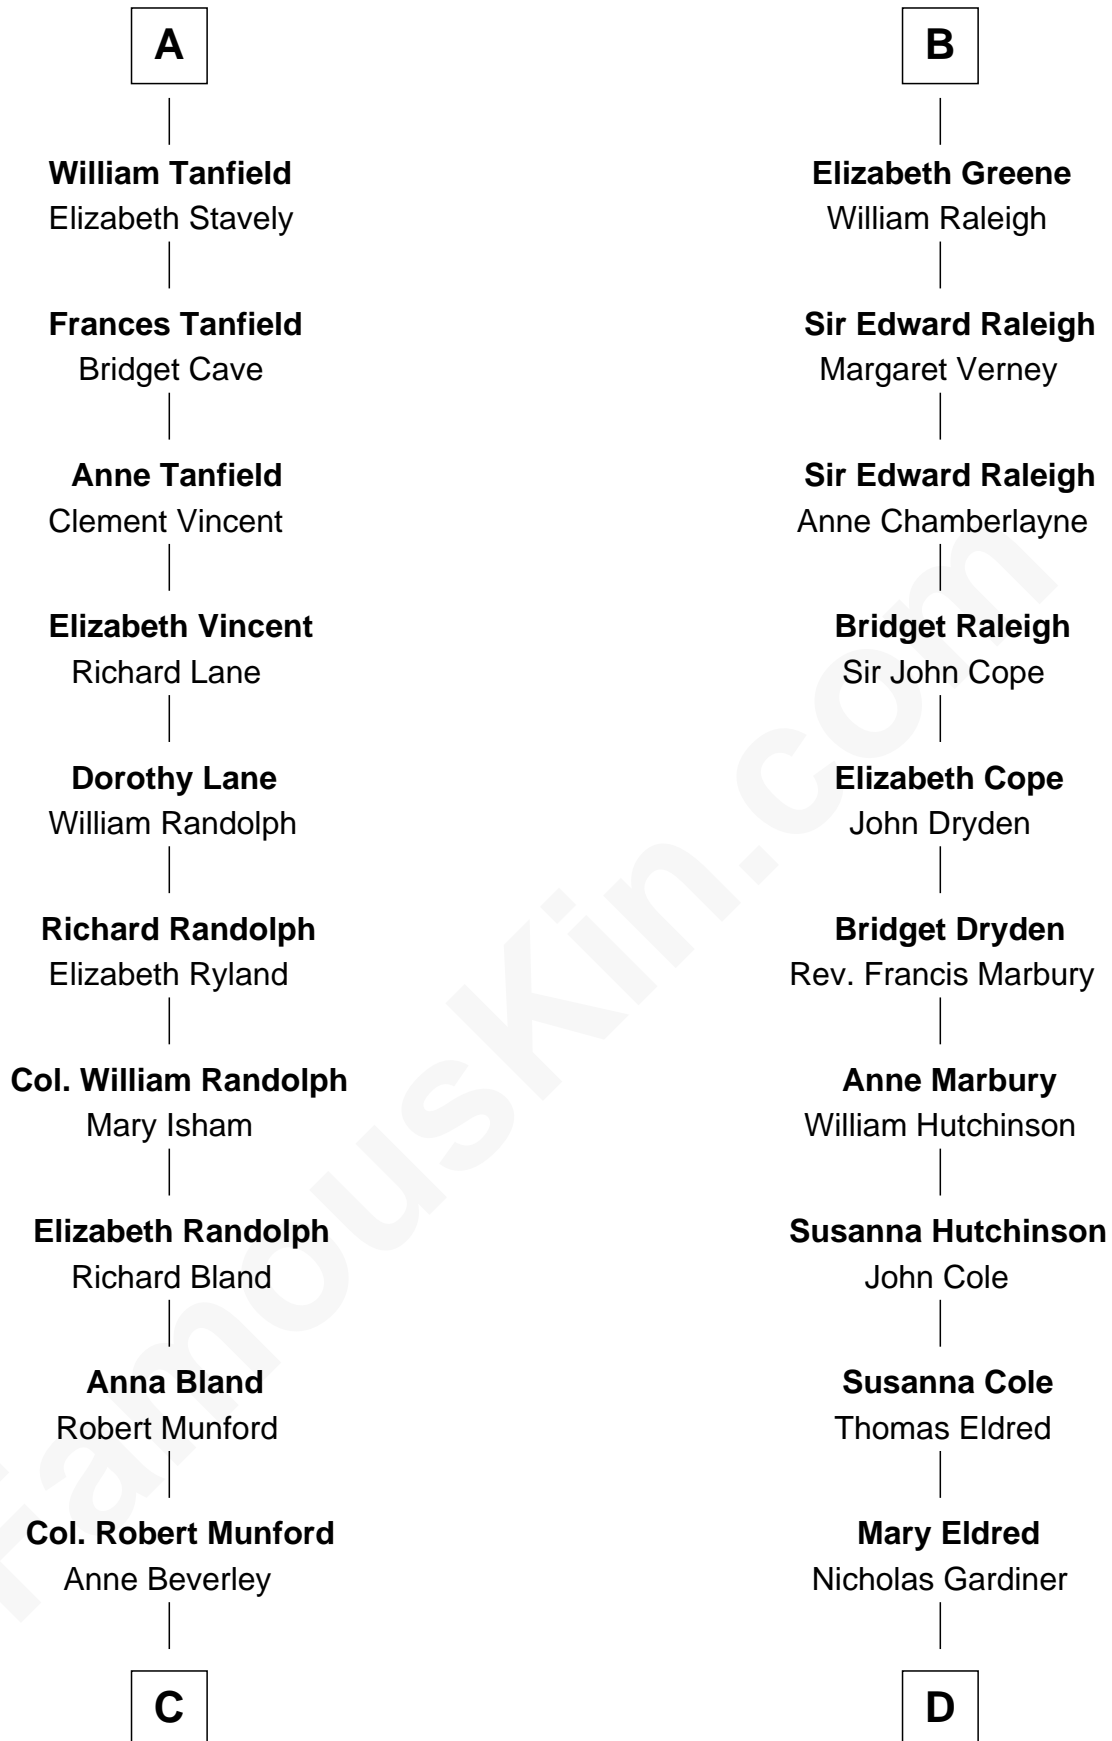 A
William Tanfield
Elizabeth Stavely
Frances Tanfield
Bridget Cave
Anne Tanfield
Clement Vincent
Elizabeth Vincent
Richard Lane
Dorothy Lane
William Randolph
Richard Randolph
Elizabeth Ryland
Col. William Randolph
Mary Isham
Elizabeth Randolph
Richard Bland
Anna Bland
Robert Munford
Col. Robert Munford
Anne Beverley
C
B
Elizabeth Greene
William Raleigh
Sir Edward Raleigh
Margaret Verney
Sir Edward Raleigh
Anne Chamberlayne
Bridget Raleigh
Sir John Cope
Elizabeth Cope
John Dryden
Bridget Dryden
Rev. Francis Marbury
Anne Marbury
William Hutchinson
Susanna Hutchinson
John Cole
Susanna Cole
Thomas Eldred
Mary Eldred
Nicholas Gardiner
D
FamousKin.com